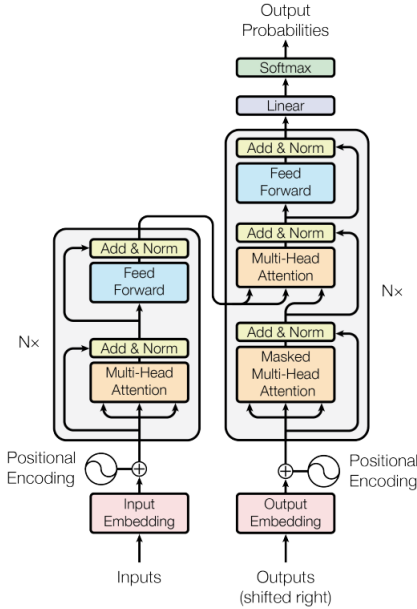 Output
Probabilities
Softmax
Linear
Add & Norm
Feed
Forward
Add & Norm
Multi-Head
Attention
Nx
Add & Norm
Masked
Multi-Head
Attention
Positional
Encoding
Output
Embedding
Outputs
(shifted right)
Add & Norm
Feed
Forward
Nx
Add & Norm
Multi-Head
Attention
Positional
Encoding
Input
Embedding
Inputs